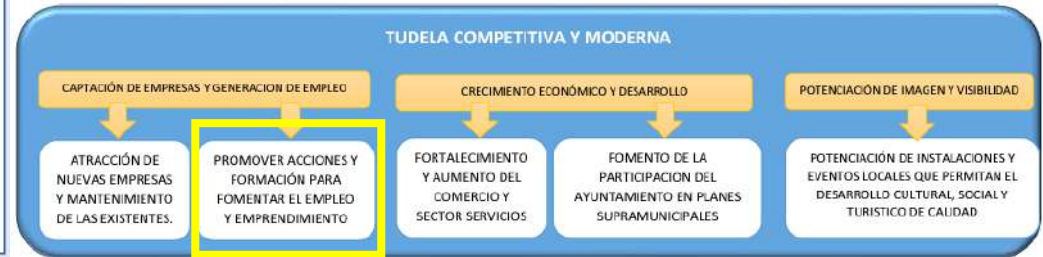 TUDELA COMPETITIVA Y MODERNA
CAPTACIÓN DE EMPRESAS Y GENERACION DE EMPLEO
ATRACCIÓN DE
NUEVAS EMPRESAS
Y MANTENIMIENTO
DE LAS EXISTENTES.
PROMOVER ACCIONES Y
FORMACIÓN PARA
FOMENTAR EL EMPLEO
Y EMPRENDIMIENTO
CRECIMIENTO ECONÓMICO Y DESARROLLO
FORTALECIMIENTO
Y AUMENTO DEL
COMERCIO Y
SECTOR SERVICIOS
FOMENTO DE LA
PARTICIPACION DEL
AYUNTAMIENTO EN PLANES
SUPRAMUNICIPALES
POTENCIACIÓN DE IMAGEN Y VISIBILIDAD
POTENCIACIÓN DE INSTALACIONES Y
EVENTOS LOCALES QUE PERMITAN EL
DESARROLLO CULTURAL, SOCIAL Y
TURISTICO DE CALIDAD